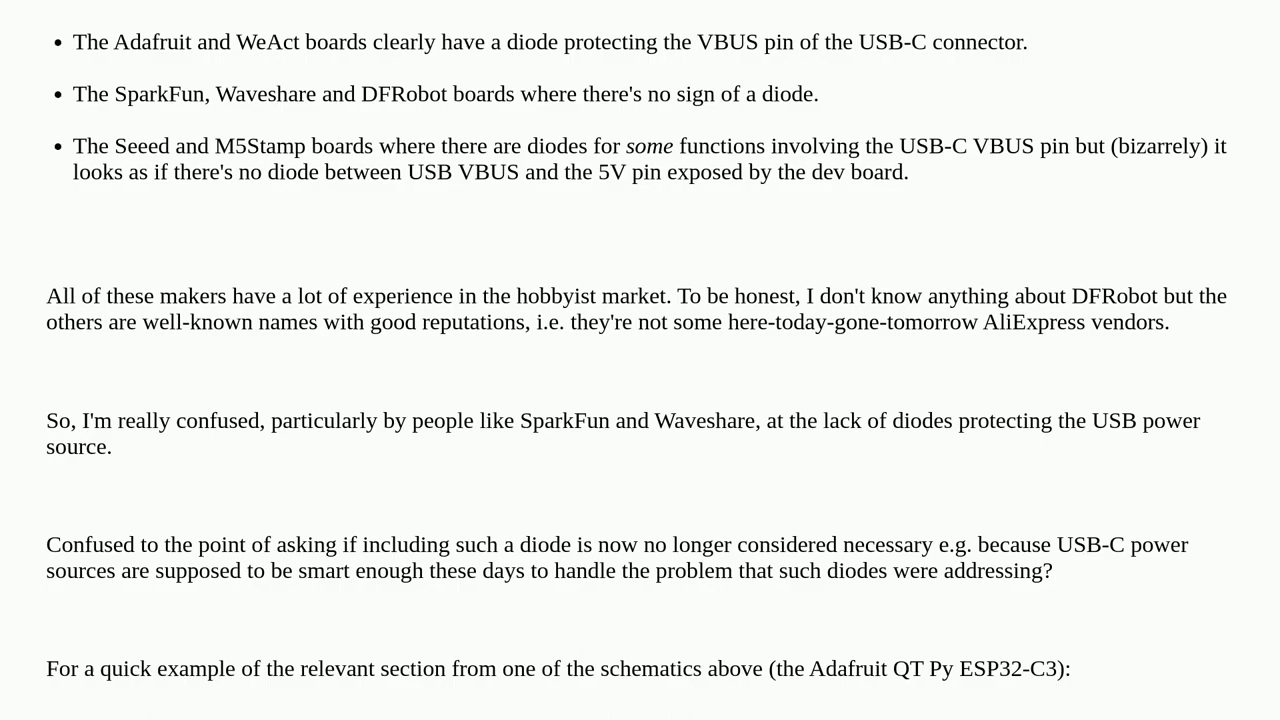 • The Adafruit and WeAct boards clearly have a diode protecting the VBUS pin of the USB-C connector.
• The SparkFun, Waveshare and DFRobot boards where there's no sign of a diode.
• The Seeed and M5Stamp boards where there are diodes for some functions involving the USB-C VBUS pin but (bizarrely) it
looks as if there's no diode between USB VBUS and the 5V pin exposed by the dev board.
All of these makers have a lot of experience in the hobbyist market. To be honest, I don't know anything about DFRobot but the
others are well-known names with good reputations, i.e. they're not some here-today-gone-tomorrow AliExpress vendors.
So, I'm really confused, particularly by people like SparkFun and Waveshare, at the lack of diodes protecting the USB power
source.
Confused to the point of asking if including such a diode is now no longer considered necessary e.g. because USB-C power
sources are supposed to be smart enough these days to handle the problem that such diodes were addressing?
For a quick example of the relevant section from one of the schematics above (the Adafruit QT Py ESP32-C3):